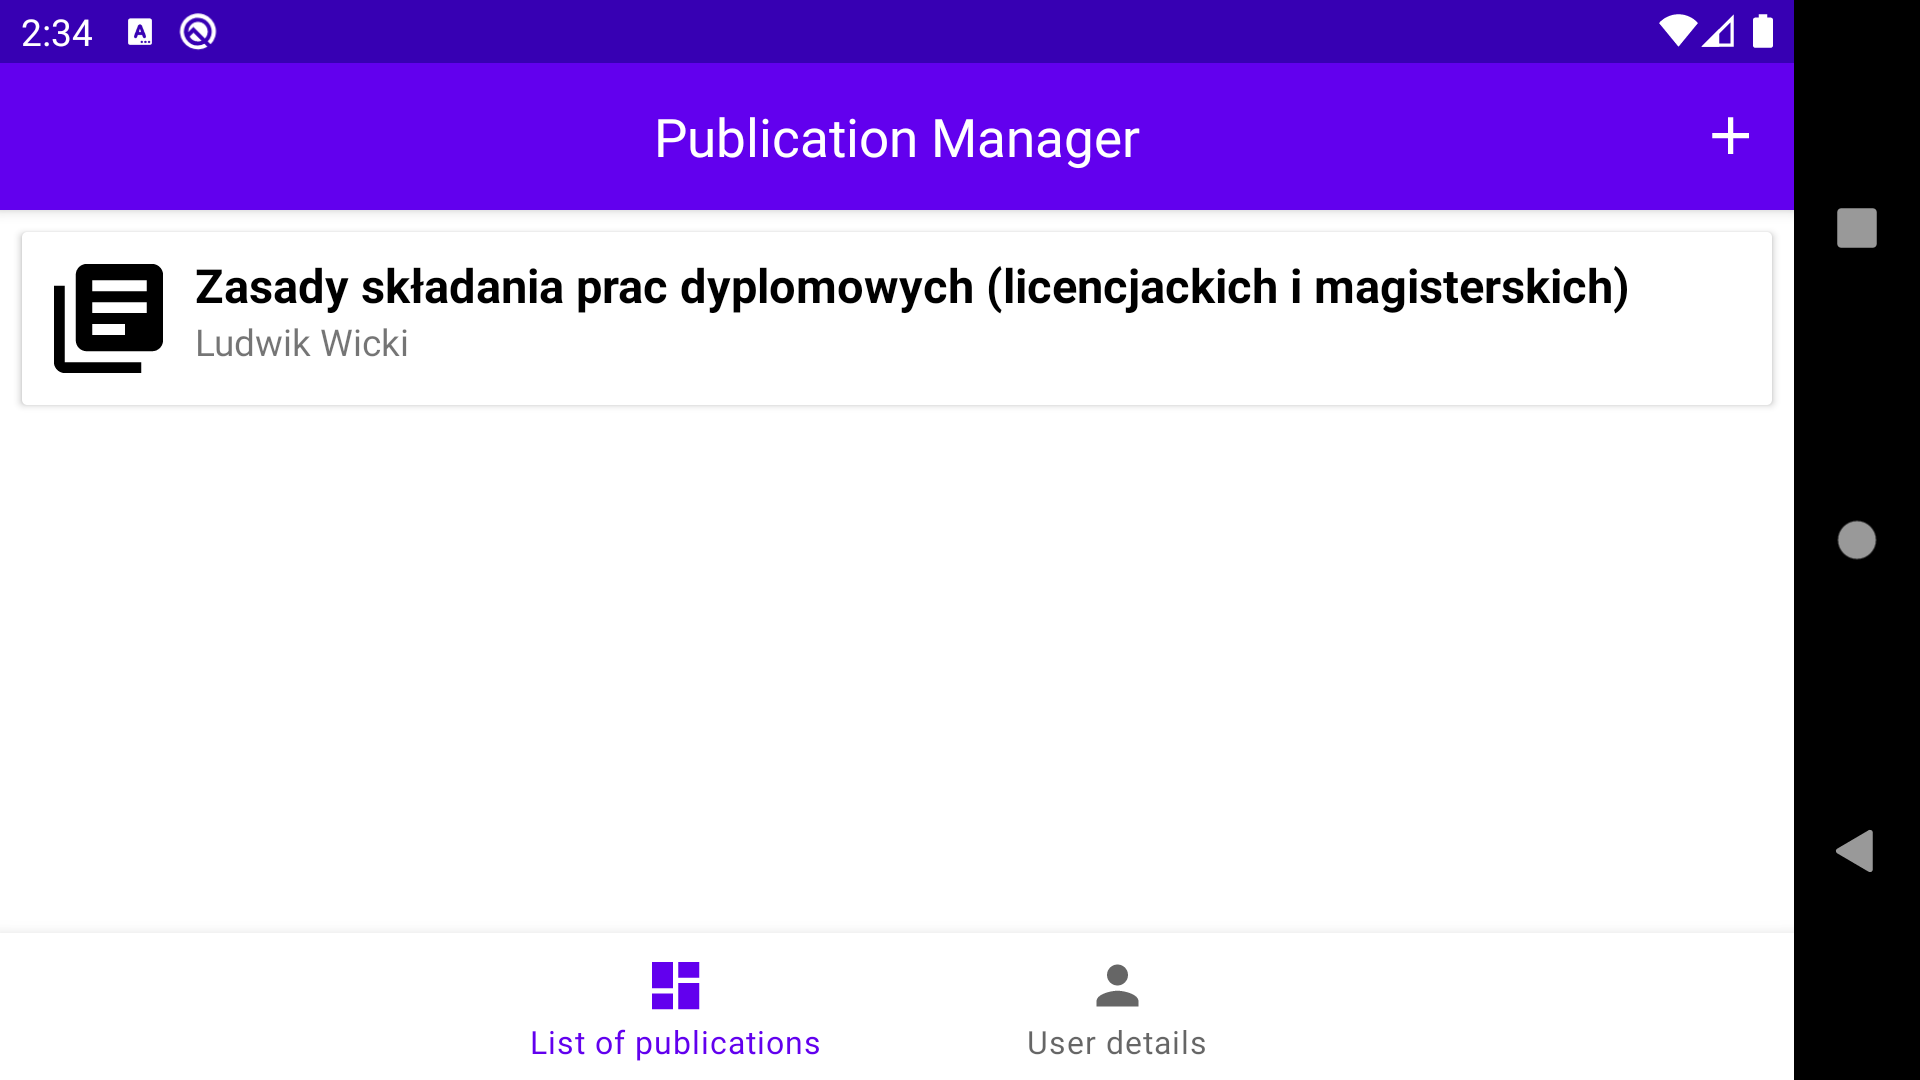 2:34
Publication Manager
Zasady składania prac dyplomowych (licencjackich i magisterskich)
Ludwik Wicki
List of publications
User details